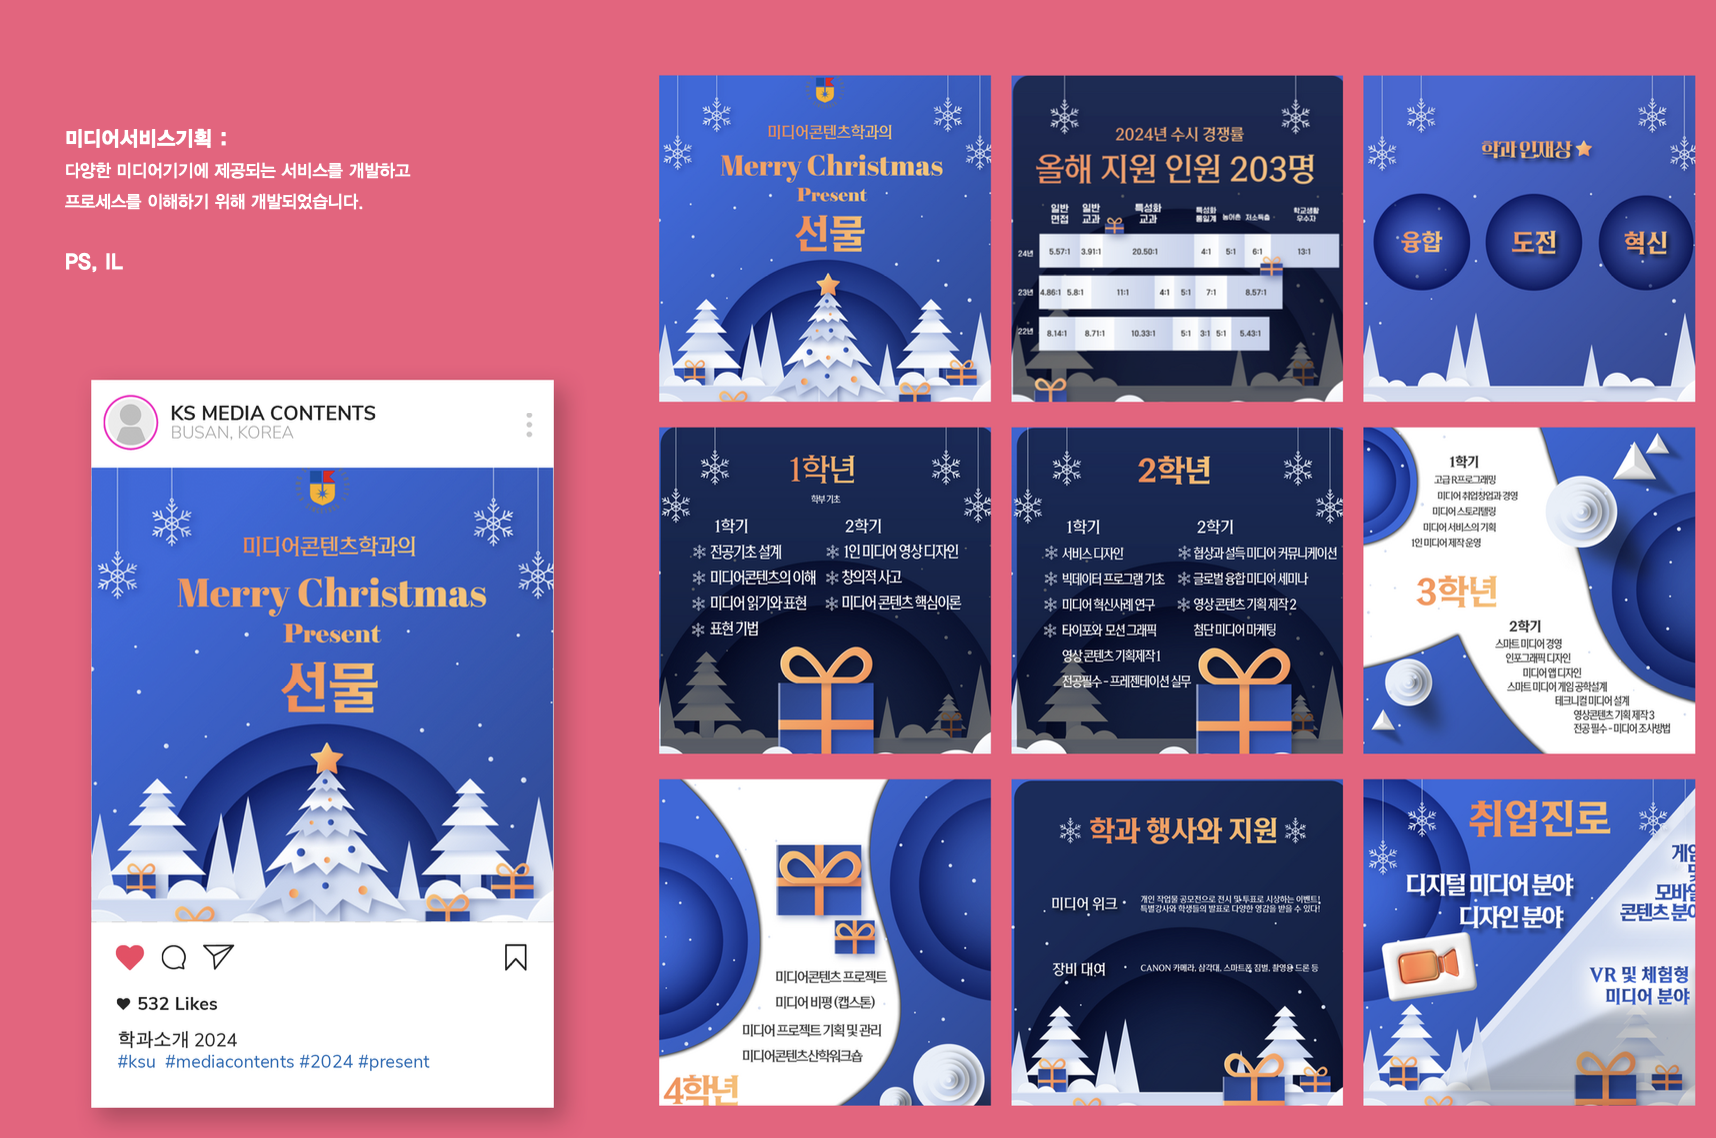 미디어서비스기획 :
다양한 미디어기기에 제공되는 서비스를 개발하고
프로세스를 이해하기 위해 개발되었습니다.
PS, IL
KS MEDIA CONTENTS
BUSAN, KOREA
미디어콘텐츠학과의
Merry Christmas
Present
선물
532 Likes
학과소개 2024
#ksu #mediacontents #2024 #present
미디어콘텐츠학과의
Merry Christmas
Present
선물
2024년 수시 경쟁률
올해 지원 인원 203명
일반 면접 일반 교과 특성화 교과 특성화 동일계 농어촌 저소득층 학교생활 우수자
24년 5.57:1 3.91:1 20.50:1 4:1 5:1 6:1 13:1
23년 4.86:1 5.8:1 11:1 4:1 5:1 7:1 8.57:1
22년 8.14:1 8.71:1 10.33:1 5:1 3:1 5:1 5.43:1
학과 인재상
융합 도전 혁신
1학년
학부 기초
1학기 2학기
전공기초 설계 1인 미디어 영상 디자인
미디어콘텐츠의 이해 창의적 사고
미디어 읽기와 표현 미디어 콘텐츠 핵심이론
표현 기법
2학년
1학기 2학기
서비스 디자인 협상과 설득 미디어 커뮤니케이션
빅데이터 프로그램 기초 글로벌 융합 미디어 세미나
미디어 혁신사례 연구 영상 콘텐츠 기획 제작 2
타이포와 모션 그래픽 첨단 미디어 마케팅
영상 콘텐츠 기획제작 1
전공필수 - 프레젠테이션 실무
1학기
고급 R프로그래밍
미디어 취업창업과 경영
미디어 스토리텔링
미디어 서비스의 기획
1인 미디어 제작 운영
3학년
2학기
스마트 미디어 경영
인포그래픽 디자인
미디어 앱 디자인
스마트 미디어 게임 공학설계
테크니컬 미디어 설계
영상콘텐츠 기획 제작 3
전공 필수 - 미디어 조사방법
미디어콘텐츠 프로젝트
미디어 비평 (캡스톤)
미디어 프로젝트 기획 및 관리
미디어콘텐츠산학워크숍
4학년
학과 행사와 지원
미디어 위크 · 개인 작업물 공모전으로 전시 및 투표로 시상하는 이벤트!
특별강사와 학생들의 발표로 다양한 영감을 받을 수 있다!
장비 대여 · CANON 카메라, 삼각대, 스마트폰 짐벌, 촬영용 드론 등
취업진로
디지털 미디어 분야
디자인 분야
게임
및
모바일
콘텐츠 분야
VR 및 체험형
미디어 분야